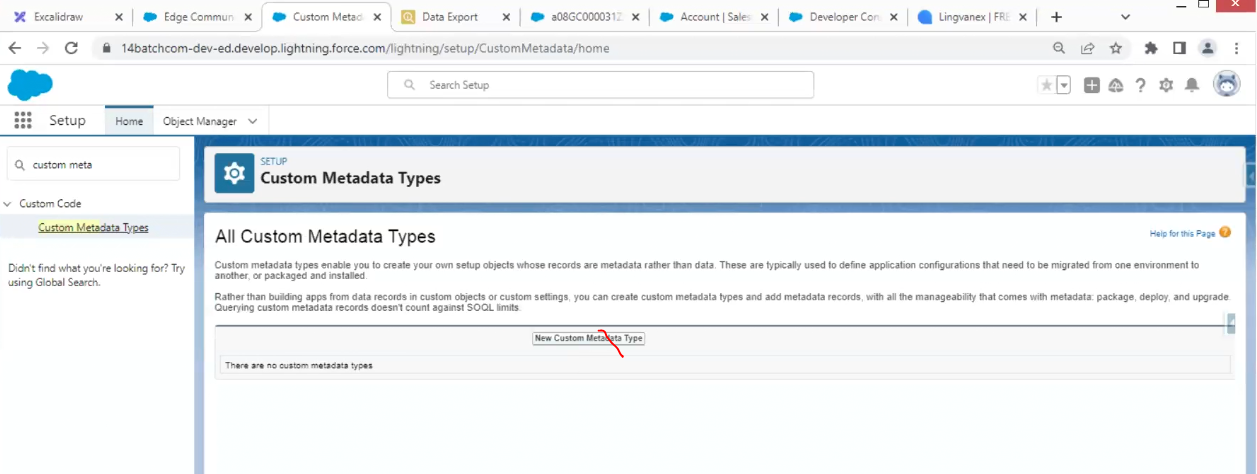 Excalidraw
Edge Commun
Custom Metad
Data Export
a08GC0000312
Account | Sales
Developer Con
Lingvanex | FRE
14batchcom-dev-ed.develop.lightning.force.com/lightning/setup/CustomMetadata/home
Search Setup
Setup
Home
Object Manager
custom meta
Custom Code
Custom Metadata Types
Didn't find what you're looking for? Try
using Global Search.
SETUP
Custom Metadata Types
All Custom Metadata Types
Help for this Page
Custom metadata types enable you to create your own setup objects whose records are metadata rather than data. These are typically used to define application configurations that need to be migrated from one environment to
another, or packaged and installed.
Rather than building apps from data records in custom objects or custom settings, you can create custom metadata types and add metadata records, with all the manageability that comes with metadata: package, deploy, and upgrade.
Querying custom metadata records doesn't count against SOQL limits.
New Custom Metadata Type
There are no custom metadata types